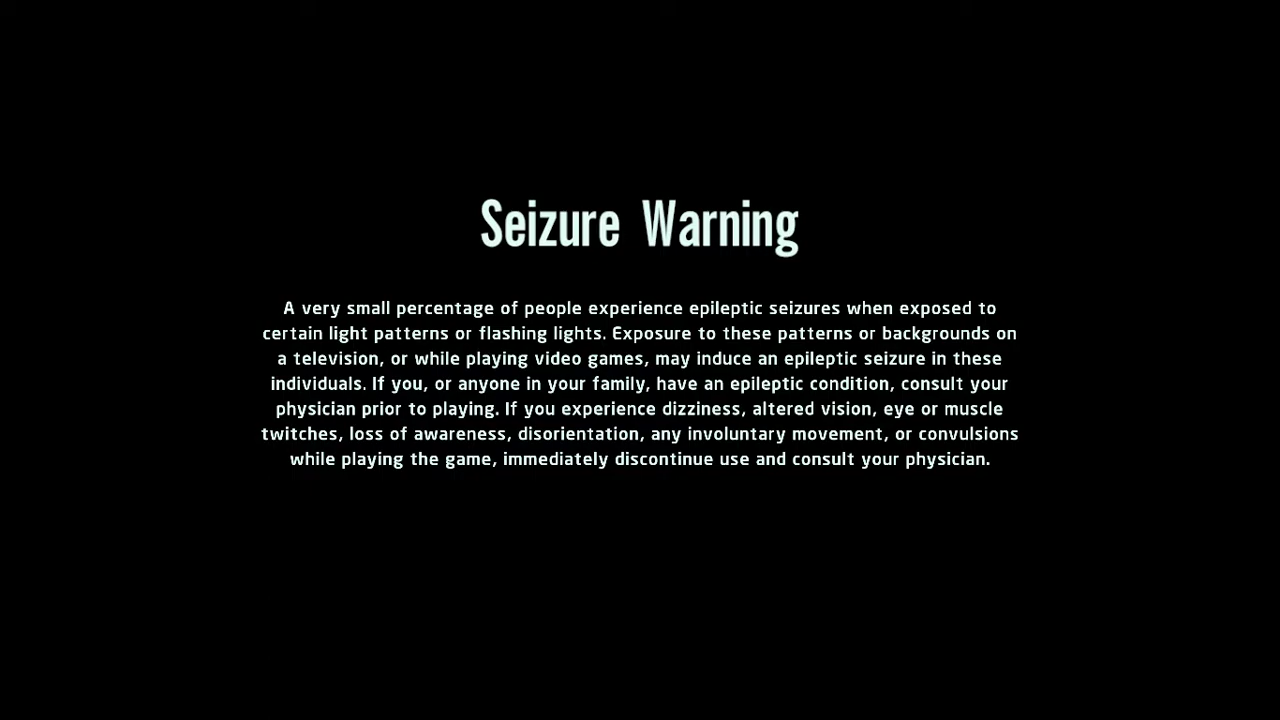 Seizure Warning
A very small percentage of people experience epileptic seizures when exposed to
certain light patterns or flashing lights. Exposure to these patterns or backgrounds on
a television, or while playing video games, may induce an epileptic seizure in these
individuals. If you, or anyone in your family, have an epileptic condition, consult your
physician prior to playing. If you experience dizziness, altered vision, eye or muscle
twitches, loss of awareness, disorientation, any involuntary movement, or convulsions
while playing the game, immediately discontinue use and consult your physician.